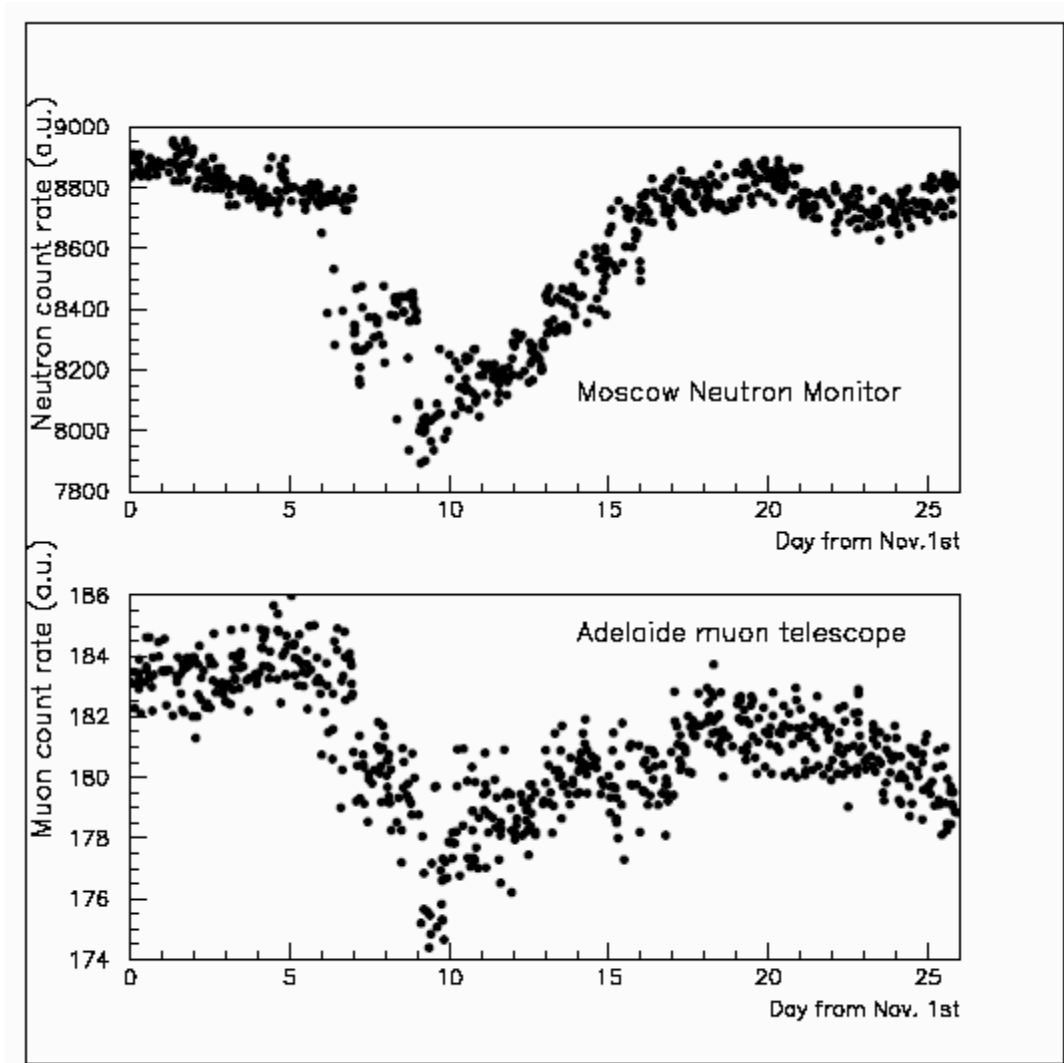 Neutron count rate (a.u.)
9000
8800
8600
8400
8200
8000
7800
Moscow Neutron Monitor
0 5 10 15 20 25
Day from Nov.1st
Muon count rate (a.u.)
186
184
182
180
178
176
174
Adelaide muon telescope
0 5 10 15 20 25
Day from Nov. 1st